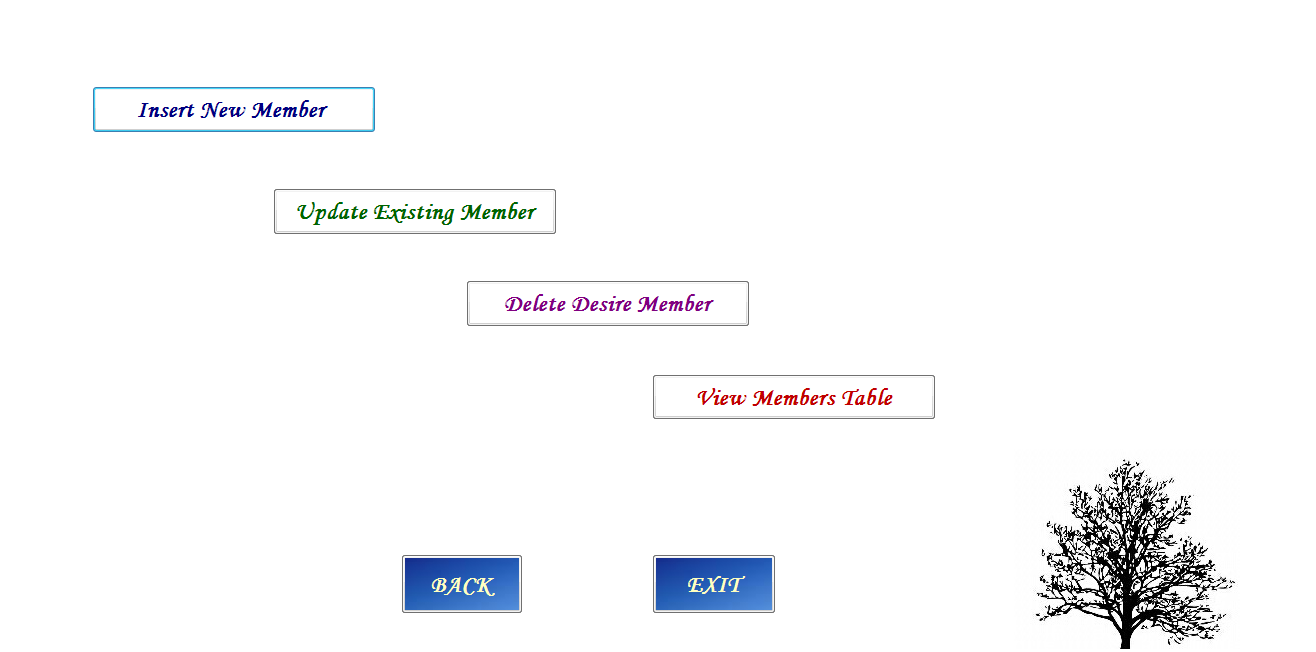 Insert New Member
Update Existing Member
Delete Desire Member
View Members Table
BACK
EXIT